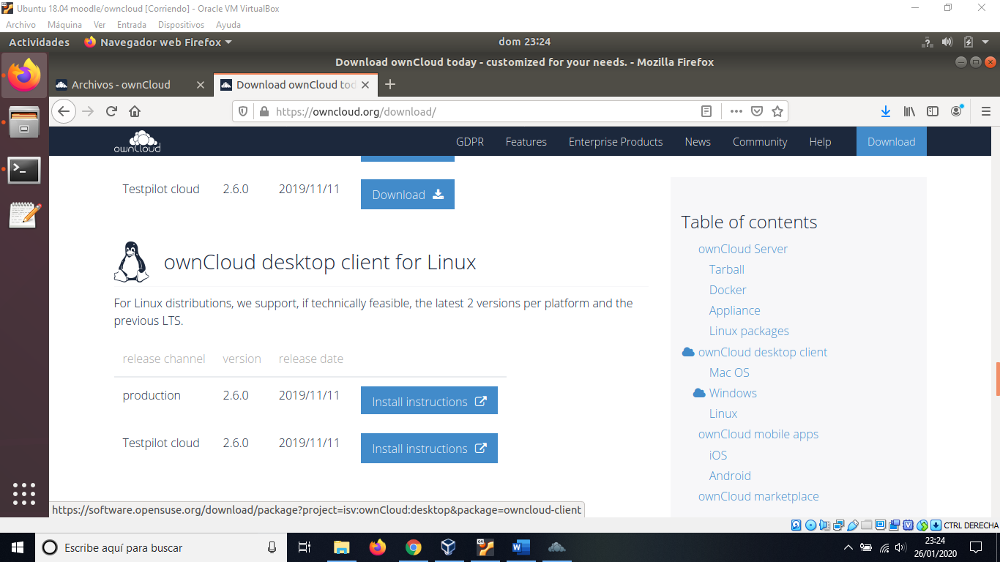 Ubuntu 18.04 moodle/owncloud [Corriendo] - Oracle VM VirtualBox
Archivo Máquina Ver Entrada Dispositivos Ayuda
Actividades Navegador web Firefox dom 23:24
Download ownCloud today - customized for your needs. - Mozilla Firefox
Archivos - ownCloud Download ownCloud tod
https://owncloud.org/download/
ownCloud GDPR Features Enterprise Products News Community Help Download
Testpilot cloud 2.6.0 2019/11/11 Download
ownCloud desktop client for Linux
For Linux distributions, we support, if technically feasible, the latest 2 versions per platform and the
previous LTS.
release channel version release date
production 2.6.0 2019/11/11 Install instructions
Testpilot cloud 2.6.0 2019/11/11 Install instructions
Table of contents
ownCloud Server
Tarball
Docker
Appliance
Linux packages
ownCloud desktop client
Mac OS
Windows
Linux
ownCloud mobile apps
iOS
Android
ownCloud marketplace
https://software.opensuse.org/download/package?project=isv:ownCloud:desktop&package=owncloud-client
CTRL DERECHA
Escribe aquí para buscar
23:24
26/01/2020